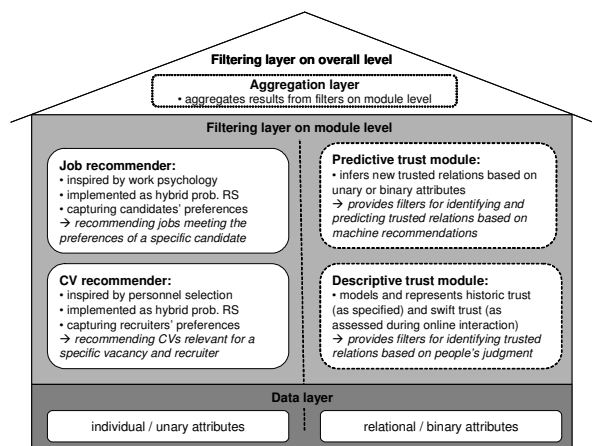 Filtering layer on overall level
Aggregation layer
• aggregates results from filters on module level
Filtering layer on module level
Job recommender:
• inspired by work psychology
• implemented as hybrid prob. RS
• capturing candidates' preferences
→ recommending jobs meeting the
preferences of a specific candidate
Predictive trust module:
• infers new trusted relations based on
unary or binary attributes
→ provides filters for identifying and
predicting trusted relations based on
machine recommendations
CV recommender:
• inspired by personnel selection
• implemented as hybrid prob. RS
• capturing recruiters' preferences
→ recommending CVs relevant for a
specific vacancy and recruiter
Descriptive trust module:
• models and represents historic trust
(as specified) and swift trust (as
assessed during online interaction)
→ provides filters for identifying trusted
relations based on people's judgment
Data layer
individual / unary attributes
relational / binary attributes